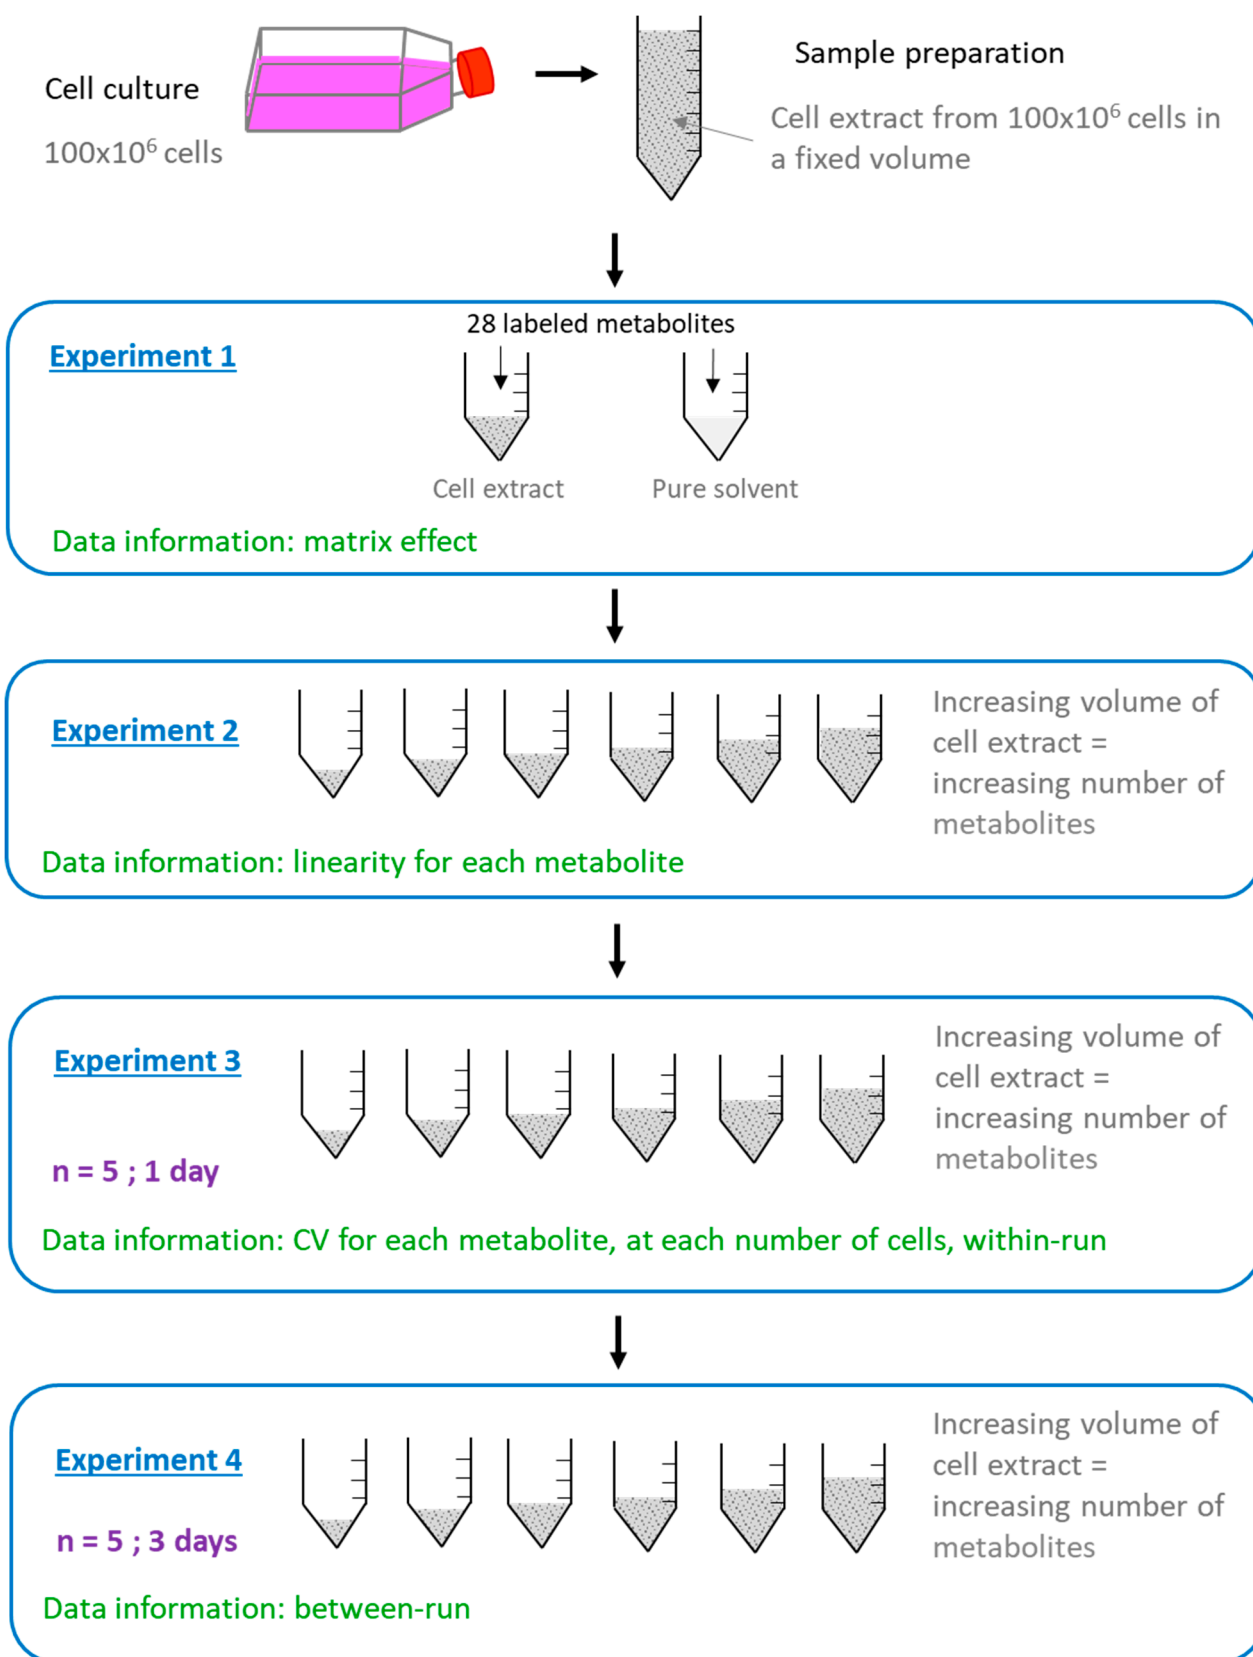 Cell culture
100x10⁶ cells
Sample preparation
Cell extract from 100x10⁶ cells in
a fixed volume
Experiment 1
28 labeled metabolites
Cell extract
Pure solvent
Data information: matrix effect
Experiment 2
Increasing volume of
cell extract =
increasing number of
metabolites
Data information: linearity for each metabolite
Experiment 3
Increasing volume of
cell extract =
increasing number of
metabolites
n = 5 ; 1 day
Data information: CV for each metabolite, at each number of cells, within-run
Experiment 4
Increasing volume of
cell extract =
increasing number of
metabolites
n = 5 ; 3 days
Data information: between-run